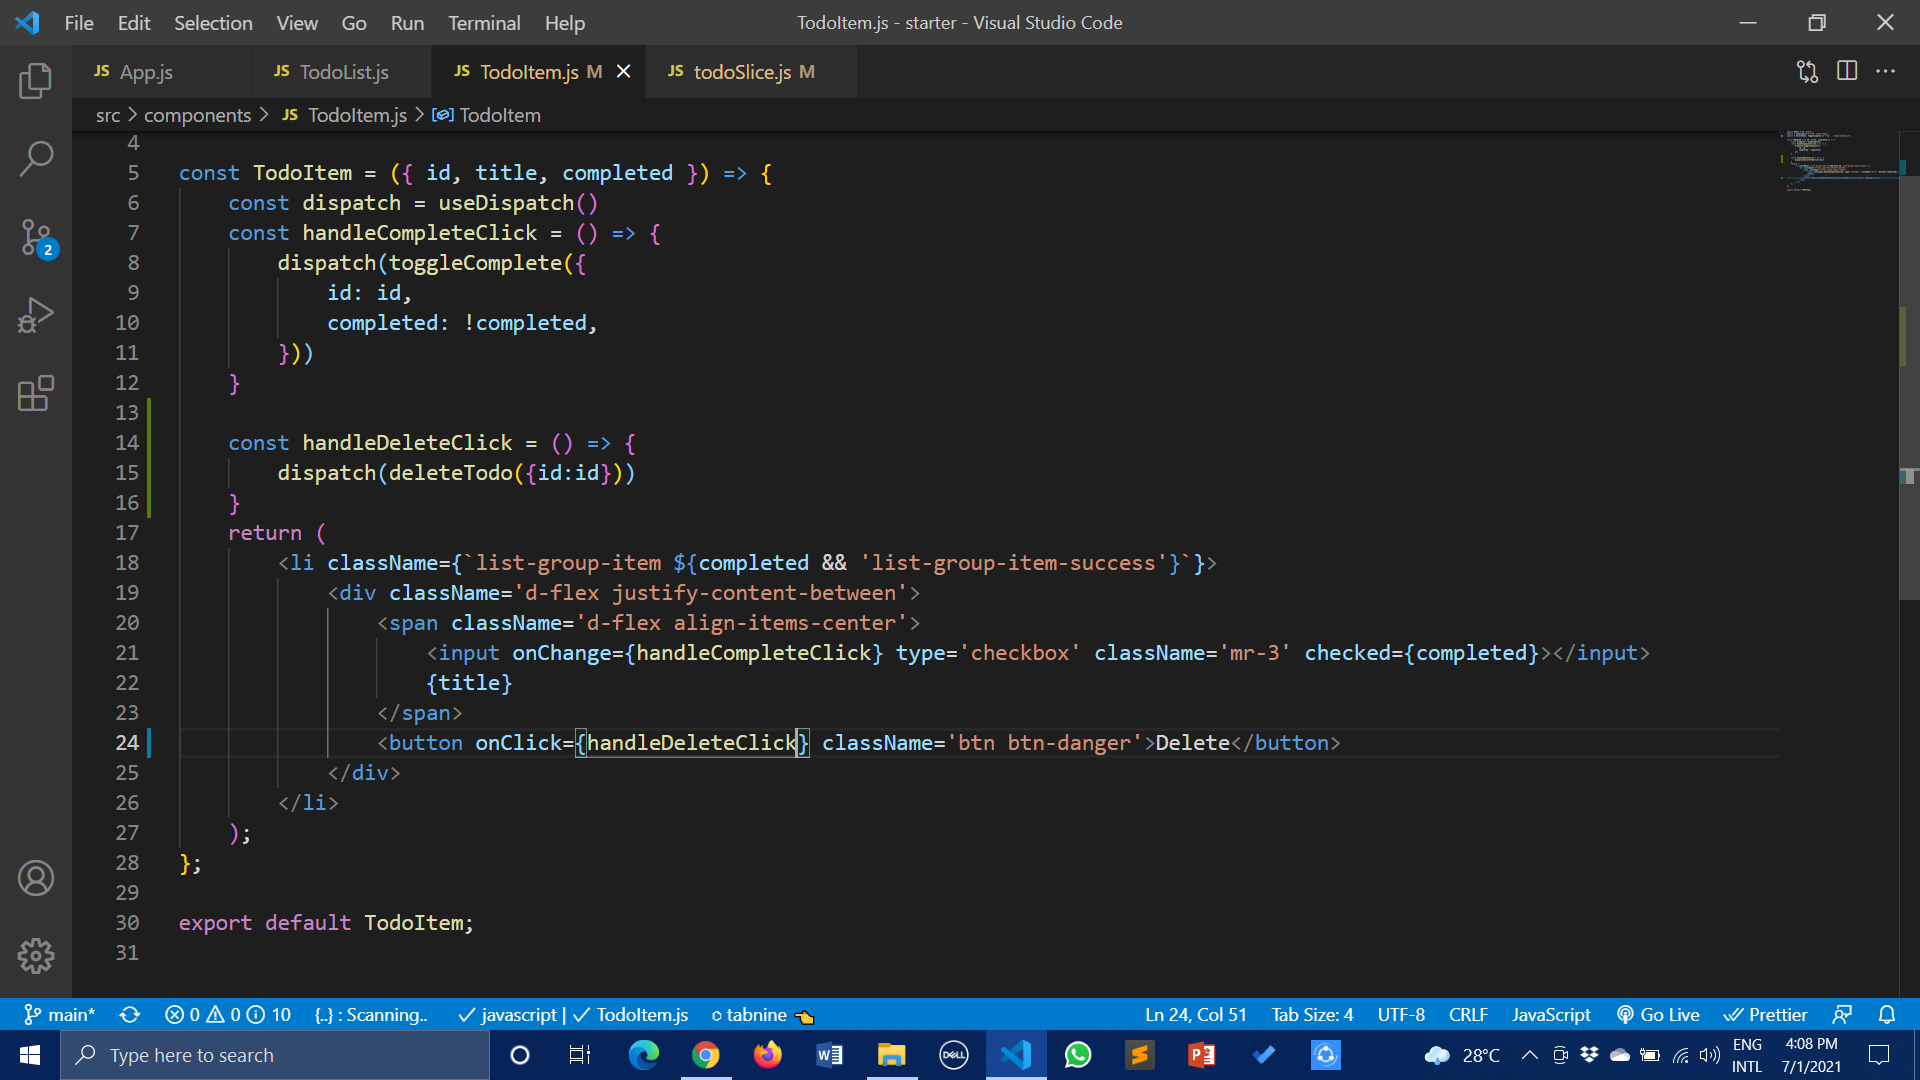 File Edit Selection View Go Run Terminal Help TodoItem.js - starter - Visual Studio Code
JS App.js JS TodoList.js JS TodoItem.js M JS todoSlice.js M
src > components > JS TodoItem.js > TodoItem
4
5 const TodoItem = ({ id, title, completed }) => {
6 const dispatch = useDispatch()
7 const handleCompleteClick = () => {
8 dispatch(toggleComplete({
9 id: id,
10 completed: !completed,
11 }))
12 }
13
14 const handleDeleteClick = () => {
15 dispatch(deleteTodo({id:id}))
16 }
17 return (
18 <li className={`list-group-item ${completed && 'list-group-item-success'}`}>
19 <div className='d-flex justify-content-between'>
20 <span className='d-flex align-items-center'>
21 <input onChange={handleCompleteClick} type='checkbox' className='mr-3' checked={completed}></input>
22 {title}
23 </span>
24 <button onClick={handleDeleteClick} className='btn btn-danger'>Delete</button>
25 </div>
26 </li>
27 );
28 };
29
30 export default TodoItem;
31
2
main* 0 0 10 {..} : Scanning.. javascript | TodoItem.js tabnine Ln 24, Col 51 Tab Size: 4 UTF-8 CRLF JavaScript Go Live Prettier
Type here to search DELL 28°C ENG INTL 4:08 PM 7/1/2021